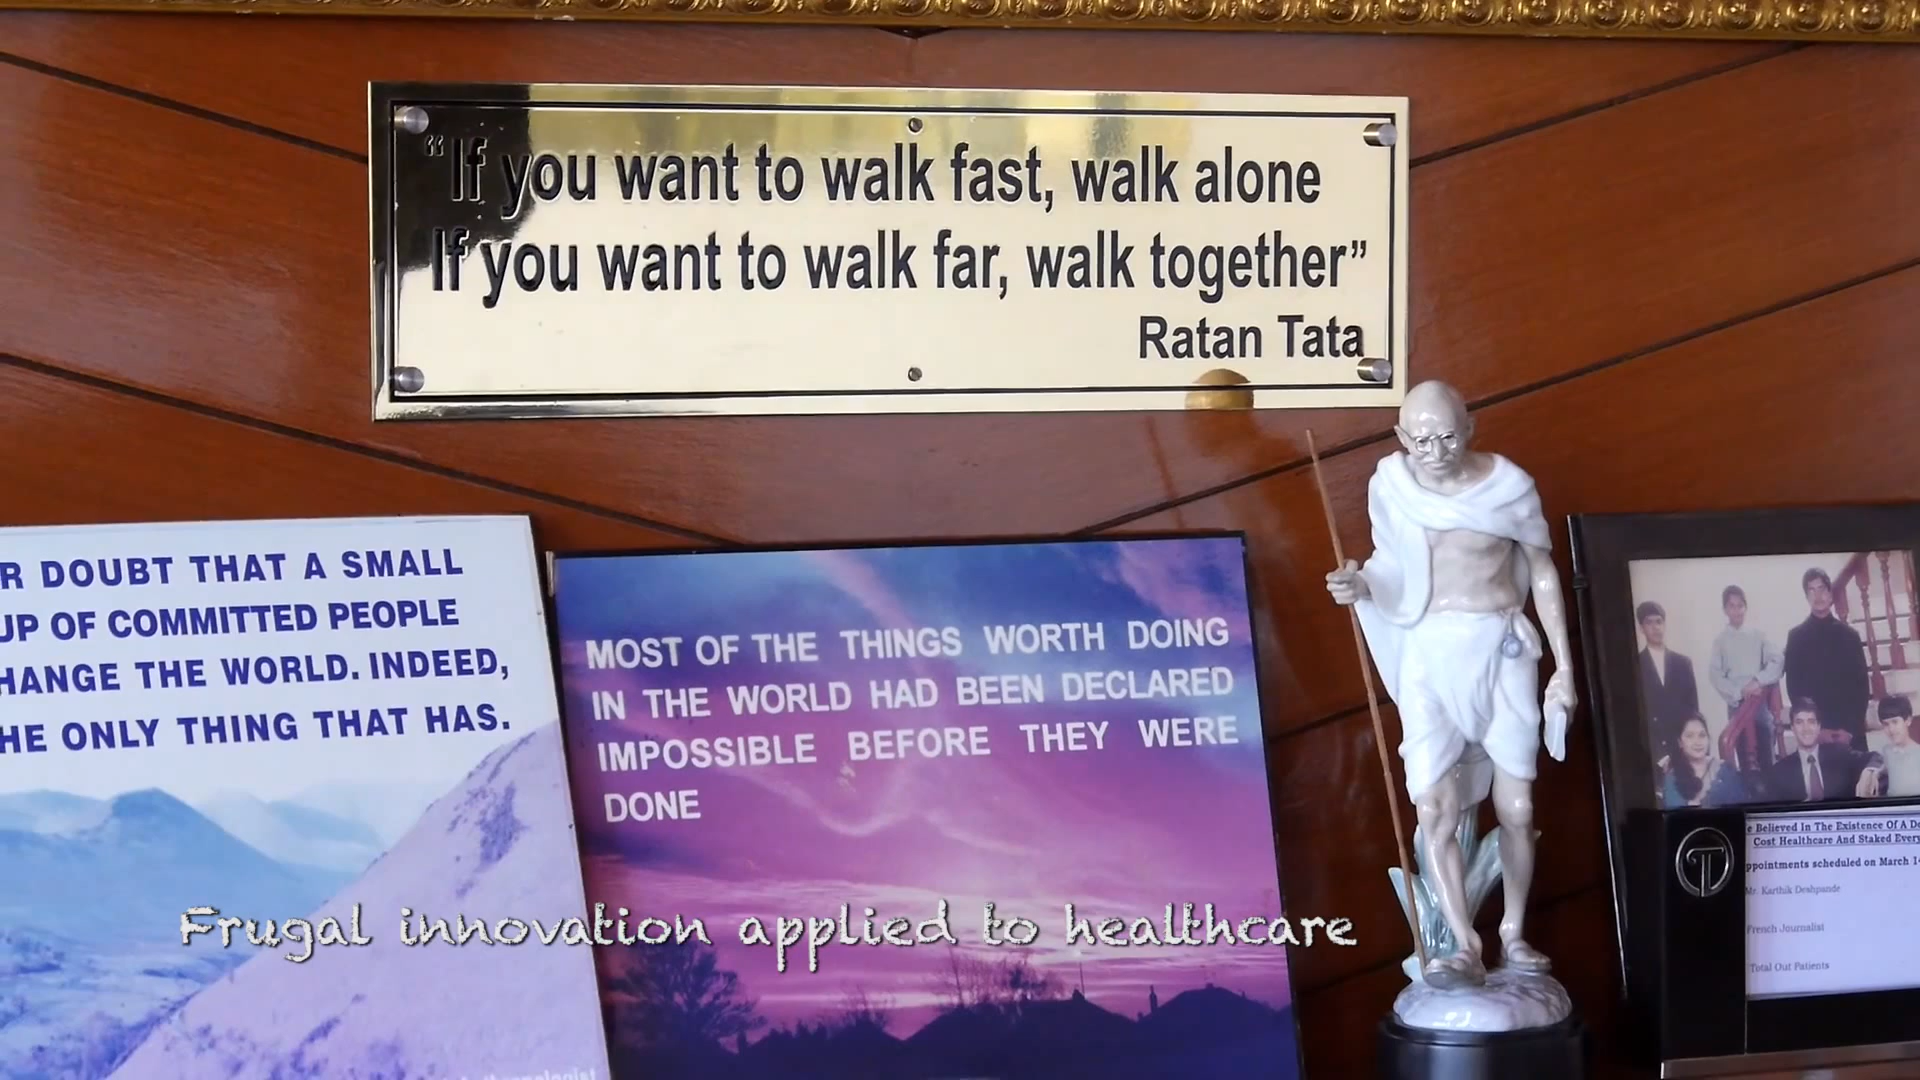 “If you want to walk fast, walk alone
If you want to walk far, walk together”
Ratan Tata
R DOUBT THAT A SMALL
UP OF COMMITTED PEOPLE
HANGE THE WORLD. INDEED,
HE ONLY THING THAT HAS.
MOST OF THE THINGS WORTH DOING
IN THE WORLD HAD BEEN DECLARED
IMPOSSIBLE BEFORE THEY WERE
DONE
e Believed In The Existence Of A De
Cost Healthcare And Staked Every
ppointments scheduled on March 1
Mr. Karthik Deshpande
French Journalist
Total Out Patients
Frugal innovation applied to healthcare